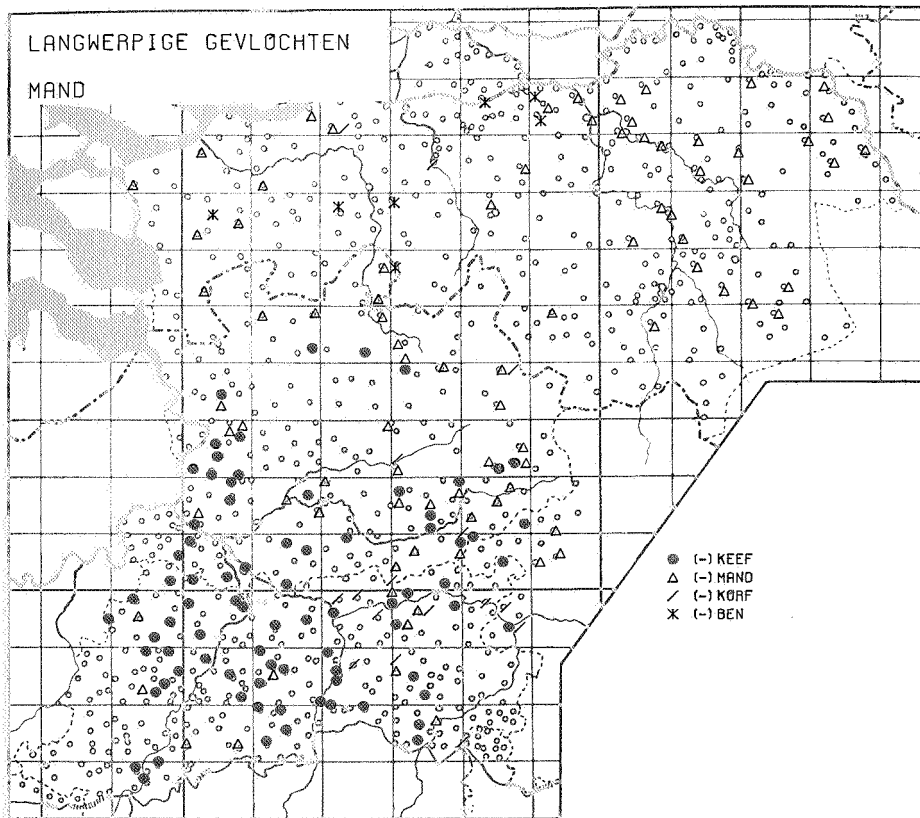 LANGWERPIGE GEVLOCHTEN
MAND
(-) KEEF
(-) MAND
(-) KORF
(-) BEN